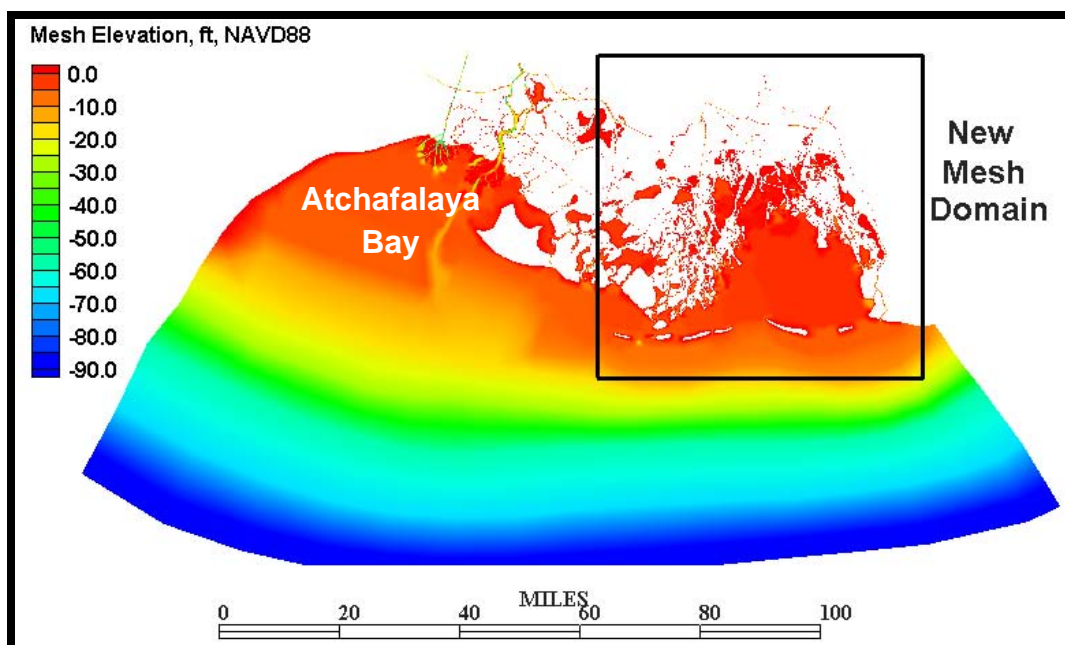 Mesh Elevation, ft, NAVD88
0.0
-10.0
-20.0
-30.0
-40.0
-50.0
-60.0
-70.0
-80.0
-90.0
Atchafalaya
Bay
New
Mesh
Domain
MILES
0 20 40 60 80 100